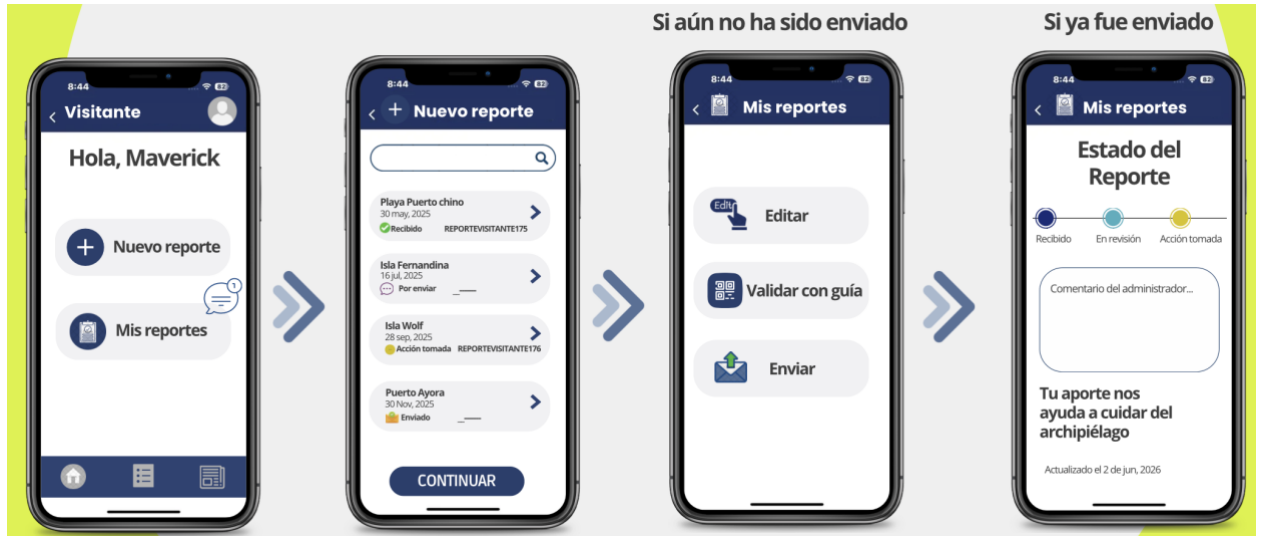 Si aún no ha sido enviado
Si ya fue enviado
8:44
82
Visitante
Hola, Maverick
Nuevo reporte
1
Mis reportes
8:44
82
Nuevo reporte
Playa Puerto chino
30 may, 2025
Recibido REPORTEVISITANTE175
Isla Fernandina
16 jul, 2025
Por enviar _—
Isla Wolf
28 sep, 2025
Acción tomada REPORTEVISITANTE176
Puerto Ayora
30 Nov, 2025
Enviado _—
CONTINUAR
8:44
82
Mis reportes
Edit
Editar
Validar con guía
Enviar
8:44
82
Mis reportes
Estado del
Reporte
Recibido En revisión Acción tomada
Comentario del administrador...
Tu aporte nos
ayuda a cuidar del
archipiélago
Actualizado el 2 de jun, 2026